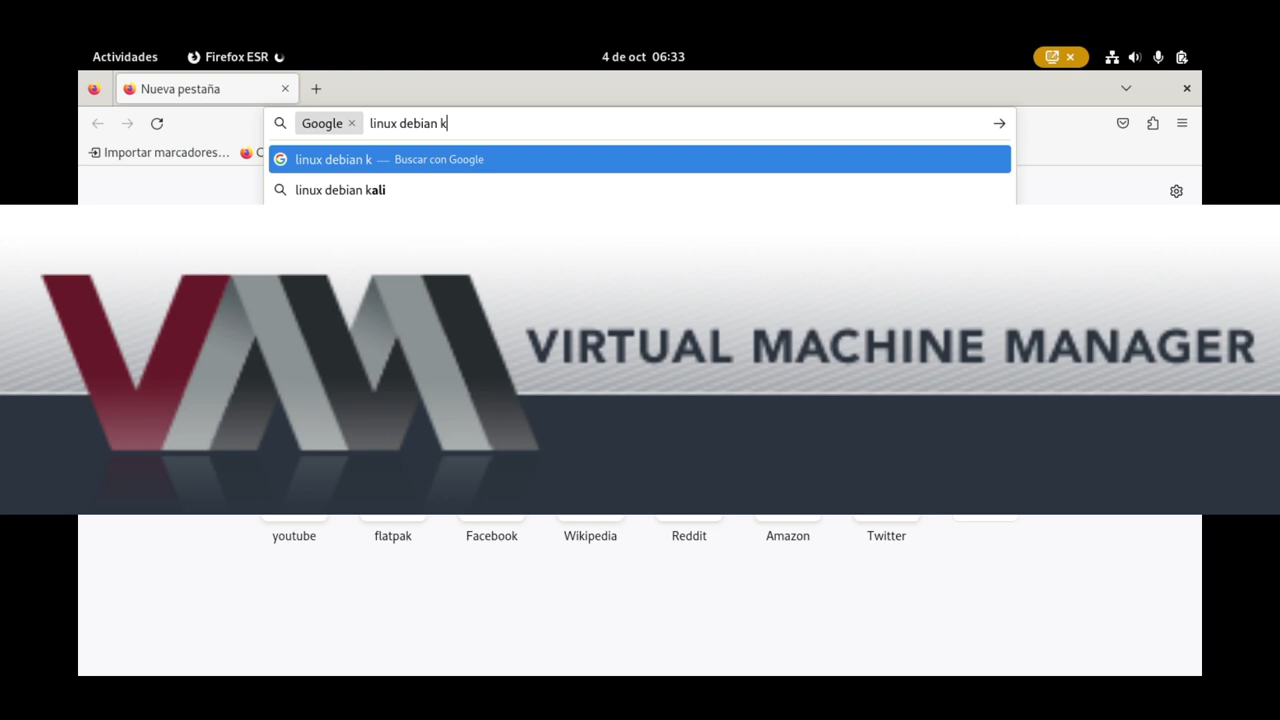 Actividades Firefox ESR 4 de oct 06:33
Nueva pestaña
Google linux debian k
Importar marcadores…
linux debian k — Buscar con Google
linux debian kali
VM VIRTUAL MACHINE MANAGER
youtube flatpak Facebook Wikipedia Reddit Amazon Twitter